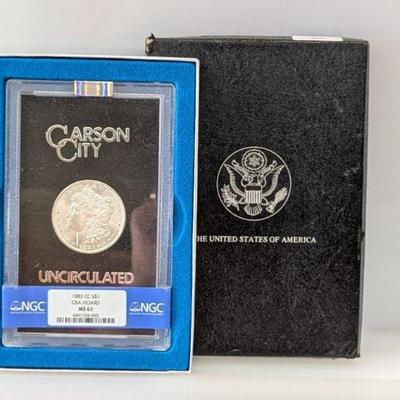 CARSON
CITY
UNCIRCULATED
NGC
1883 CC S$1
GSA HOARD
MS 63
NGC
THE UNITED STATES OF AMERICA